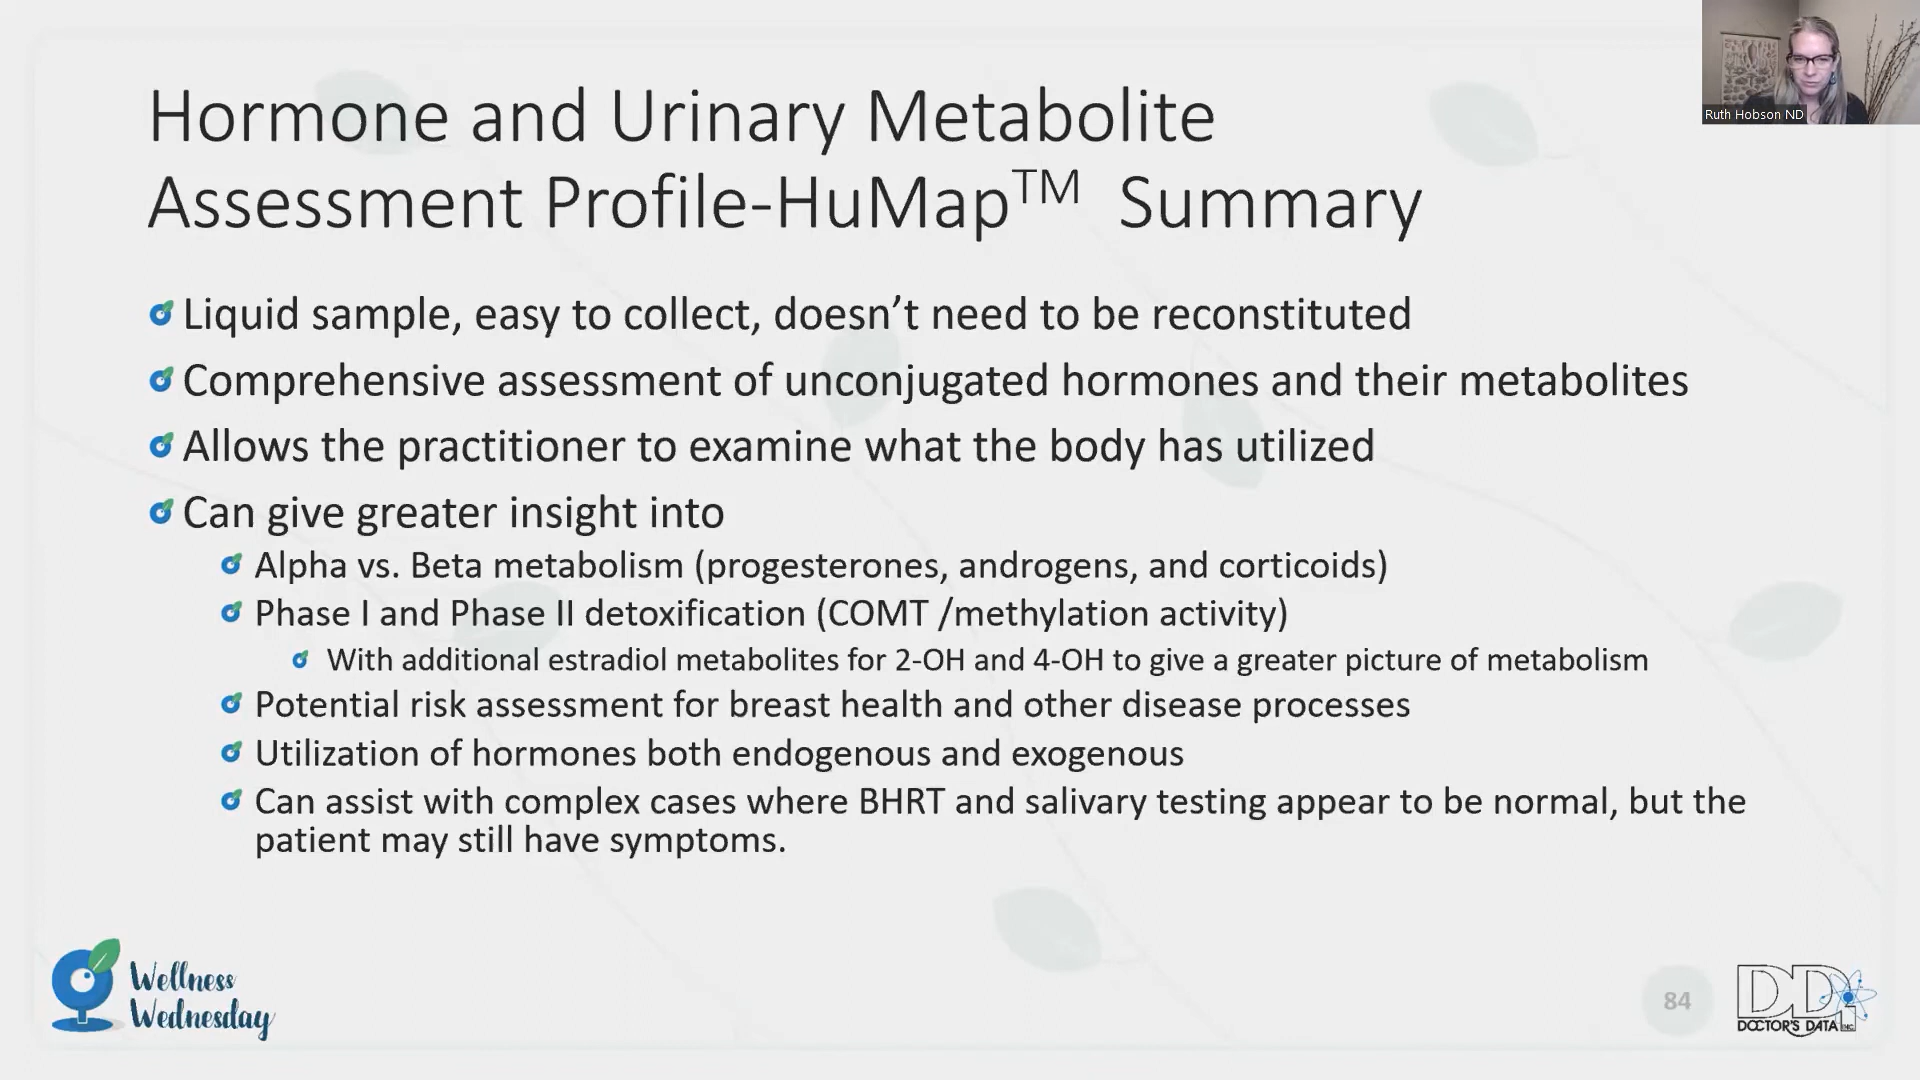 Ruth Hobson ND
Hormone and Urinary Metabolite
Assessment Profile-HuMap™ Summary
Liquid sample, easy to collect, doesn’t need to be reconstituted
Comprehensive assessment of unconjugated hormones and their metabolites
Allows the practitioner to examine what the body has utilized
Can give greater insight into
Alpha vs. Beta metabolism (progesterones, androgens, and corticoids)
Phase I and Phase II detoxification (COMT /methylation activity)
With additional estradiol metabolites for 2-OH and 4-OH to give a greater picture of metabolism
Potential risk assessment for breast health and other disease processes
Utilization of hormones both endogenous and exogenous
Can assist with complex cases where BHRT and salivary testing appear to be normal, but the
patient may still have symptoms.
Wellness
Wednesday
84
DDI
DOCTOR'S DATA INC.